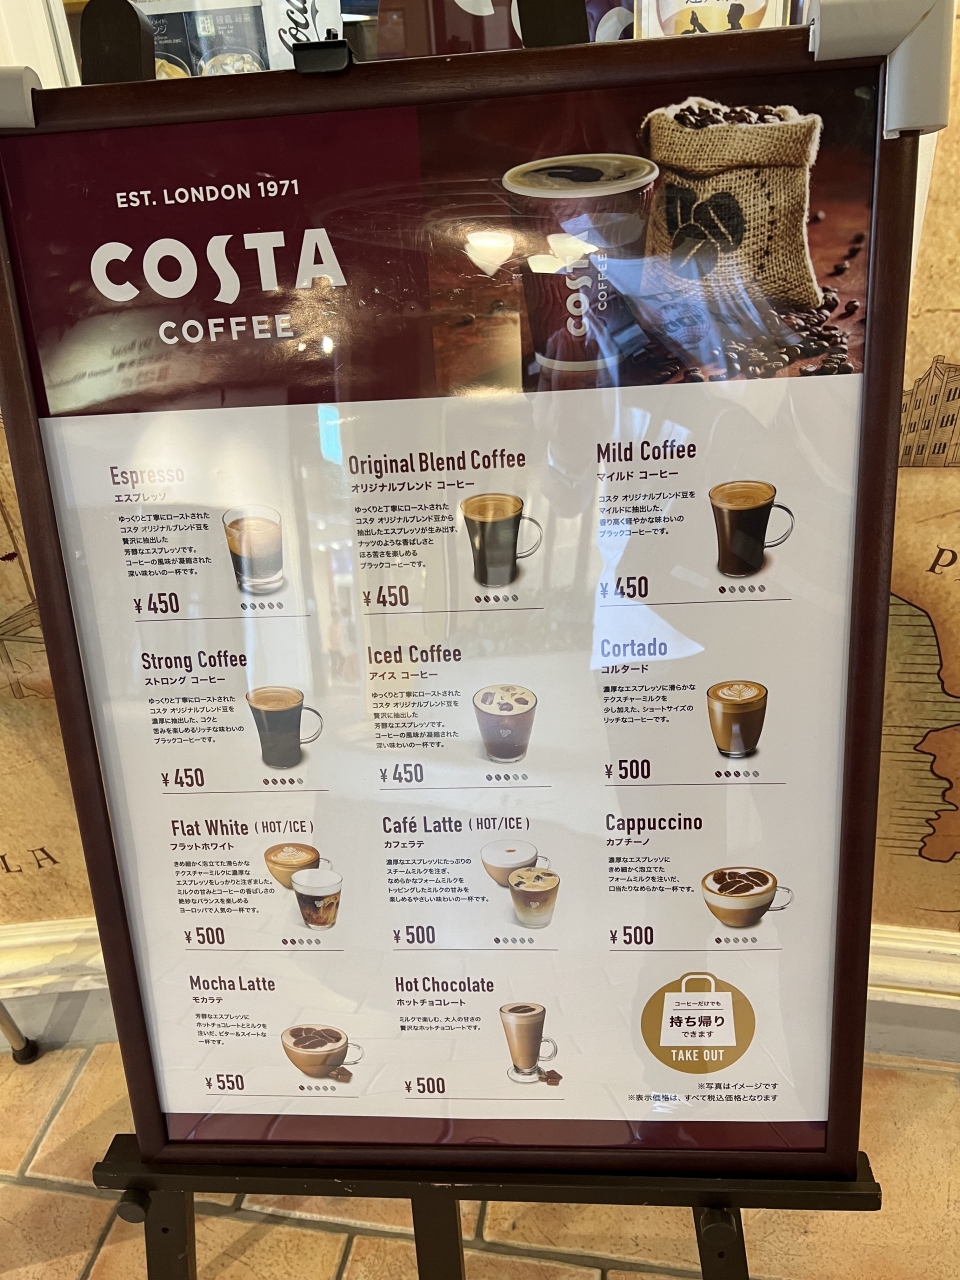 Coca
EST. LONDON 1971
COSTA
COFFEE
COSTA
COFFEE
Espresso
エスプレッソ
ゆっくりと丁寧にローストされた
コスタ オリジナルブレンド豆を
贅沢に抽出した
芳醇なエスプレッソです。
コーヒーの風味が凝縮された
深い味わいの一杯です。
¥450
Original Blend Coffee
オリジナルブレンド コーヒー
ゆっくりと丁寧にローストされた
コスタ オリジナルブレンド豆から
抽出したエスプレッソが生み出す、
ナッツのような香ばしさと
ほろ苦さを楽しめる
ブラックコーヒーです。
¥450
Mild Coffee
マイルド コーヒー
コスタ オリジナルブレンド豆を
マイルドに抽出した、
香り高く軽やかな味わいの
ブラックコーヒーです。
¥450
Strong Coffee
ストロング コーヒー
ゆっくりと丁寧にローストされた
コスタ オリジナルブレンド豆を
濃厚に抽出した、コクと
苦みを楽しめるリッチな味わいの
ブラックコーヒーです。
¥450
Iced Coffee
アイス コーヒー
ゆっくりと丁寧にローストされた
コスタ オリジナルブレンド豆を
贅沢に抽出した
芳醇なエスプレッソです。
コーヒーの風味が凝縮された
深い味わいの一杯です。
¥450
Cortado
コルタード
濃厚なエスプレッソに滑らかな
テクスチャーミルクを
少し加えた、ショートサイズの
リッチなコーヒーです。
¥500
Flat White (HOT/ICE)
フラットホワイト
きめ細かく泡立てた滑らかな
テクスチャーミルクに濃厚な
エスプレッソをしっかりと注ぎました。
ミルクの甘みとコーヒーの香ばしさの
絶妙なバランスを楽しめる
ヨーロッパで人気の一杯です。
¥500
Café Latte (HOT/ICE)
カフェラテ
濃厚なエスプレッソにたっぷりの
スチームミルクを注ぎ、
なめらかなフォームミルクを
トッピングしたミルクの甘みを
楽しめるやさしい味わいの一杯です。
¥500
Cappuccino
カプチーノ
濃厚なエスプレッソに
きめ細かく泡立てた
フォームミルクを注いだ、
口当たりなめらかな一杯です。
¥500
Mocha Latte
モカラテ
芳醇なエスプレッソに
ホットチョコレートとミルクを
注いだ、ビター&スイートな
一杯です。
¥550
Hot Chocolate
ホットチョコレート
ミルクで楽しむ、大人の甘さの
贅沢なホットチョコレートです。
¥500
コーヒーだけでも
持ち帰り
できます
TAKE OUT
※写真はイメージです
※表示価格は、すべて税込価格となります
LA
P